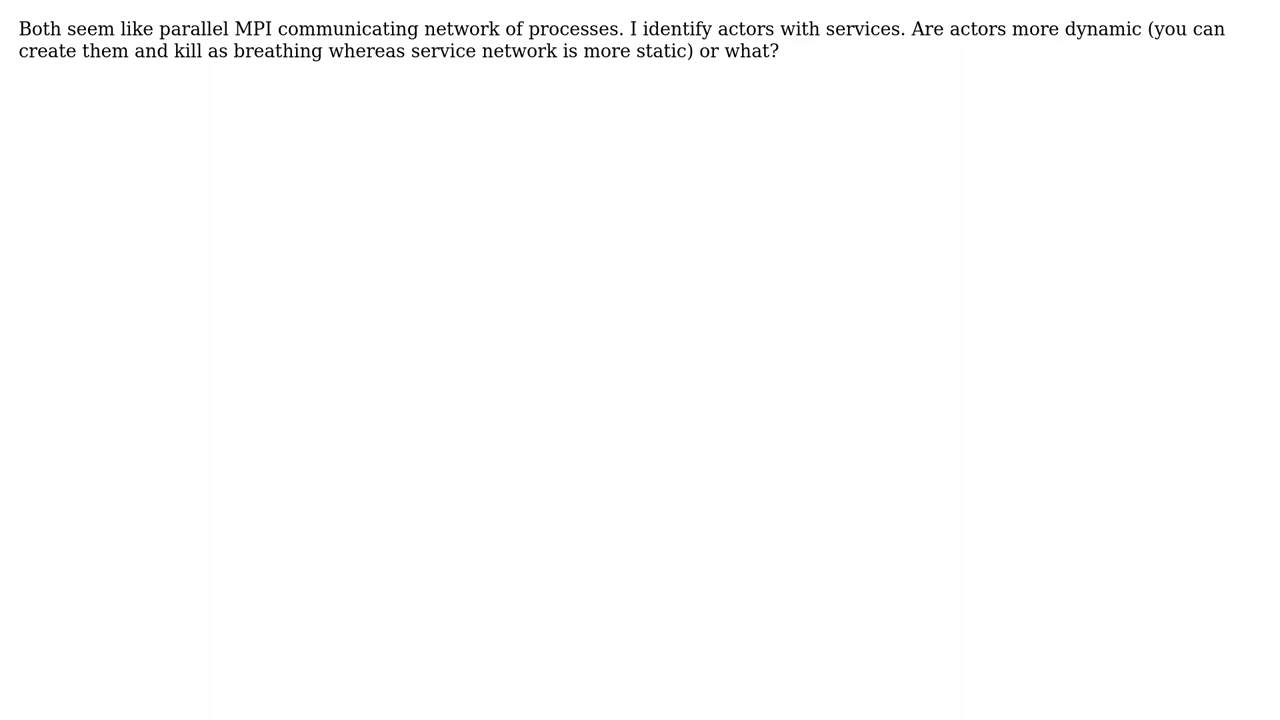 Both seem like parallel MPI communicating network of processes. I identify actors with services. Are actors more dynamic (you can
create them and kill as breathing whereas service network is more static) or what?